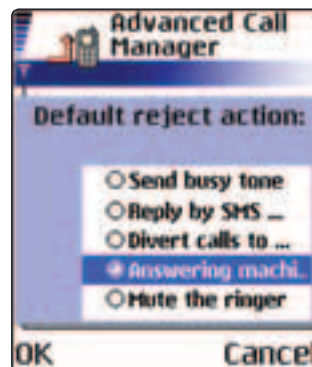 Advanced Call
Manager
Default reject action:
Send busy tone
Reply by SMS ...
Divert calls to ...
Answering machi..
Mute the ringer
OK Cancel